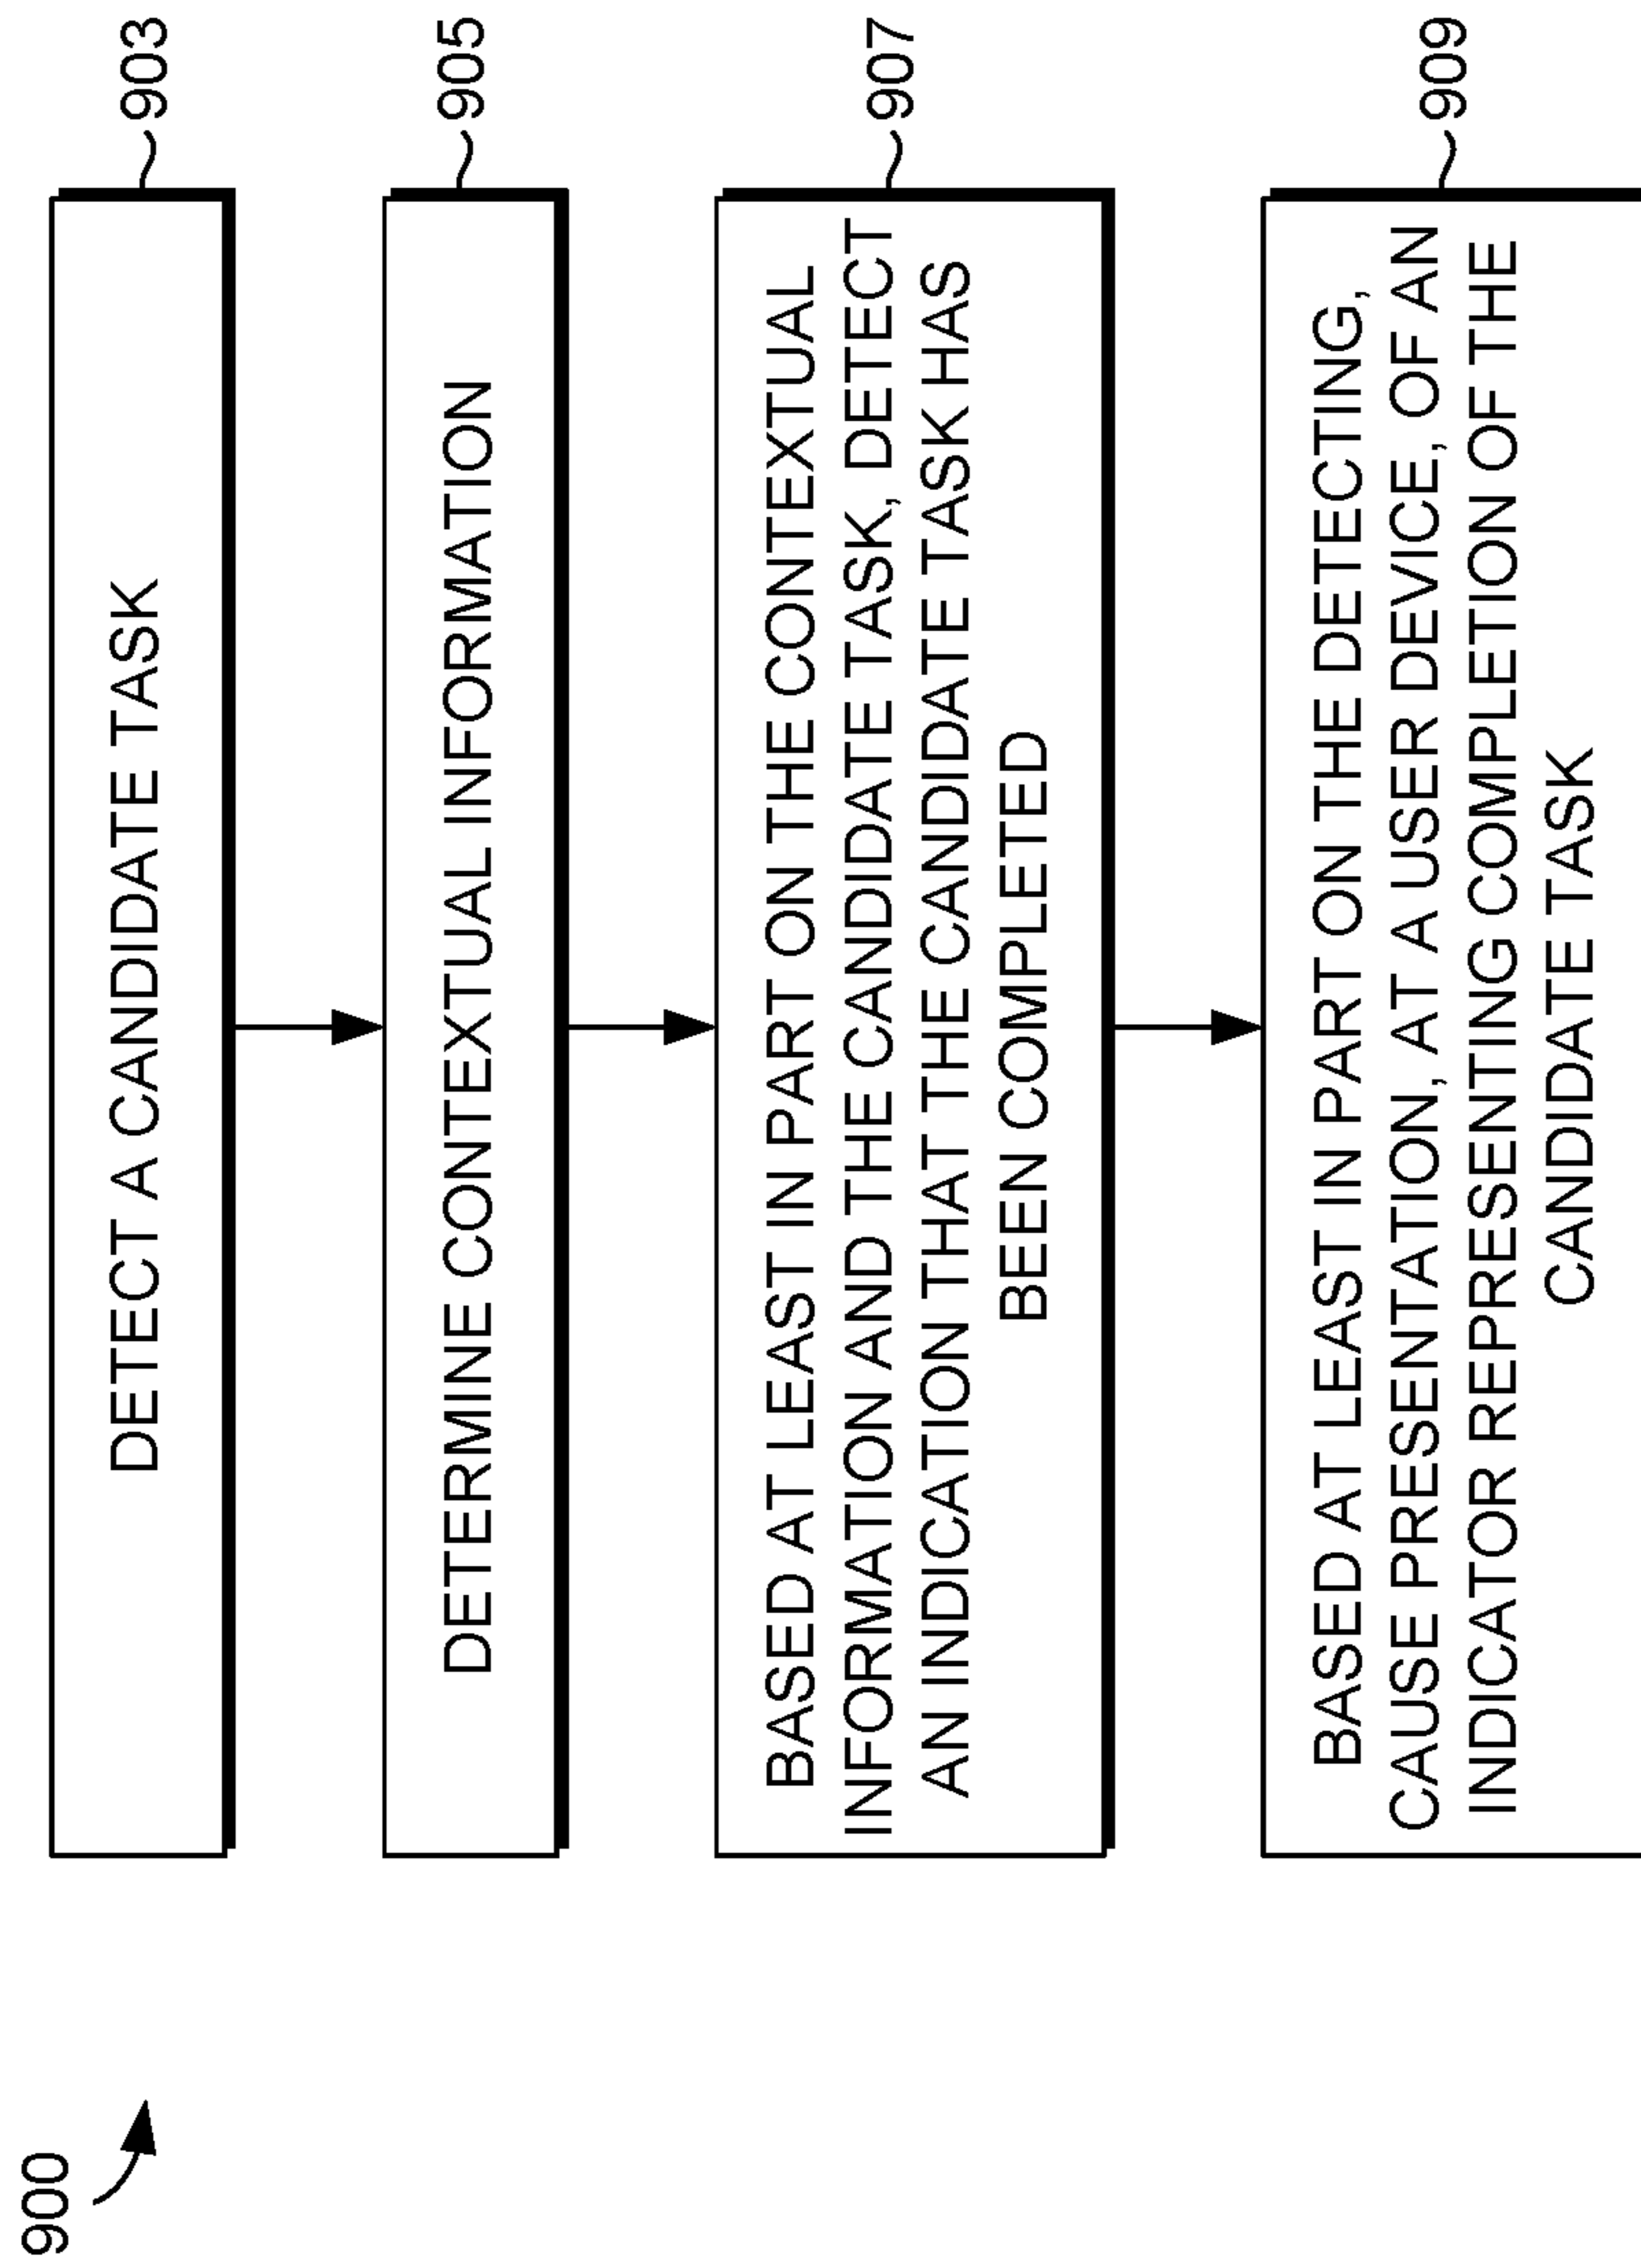 900
DETECT A CANDIDATE TASK
903
DETERMINE CONTEXTUAL INFORMATION
905
BASED AT LEAST IN PART ON THE CONTEXTUAL
INFORMATION AND THE CANDIDATE TASK, DETECT
AN INDICATION THAT THE CANDIDATE TASK HAS
BEEN COMPLETED
907
BASED AT LEAST IN PART ON THE DETECTING,
CAUSE PRESENTATION, AT A USER DEVICE, OF AN
INDICATOR REPRESENTING COMPLETION OF THE
CANDIDATE TASK
909